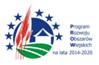 Program
Rozwoju
Obszarów
Wiejskich
na lata 2014-2020